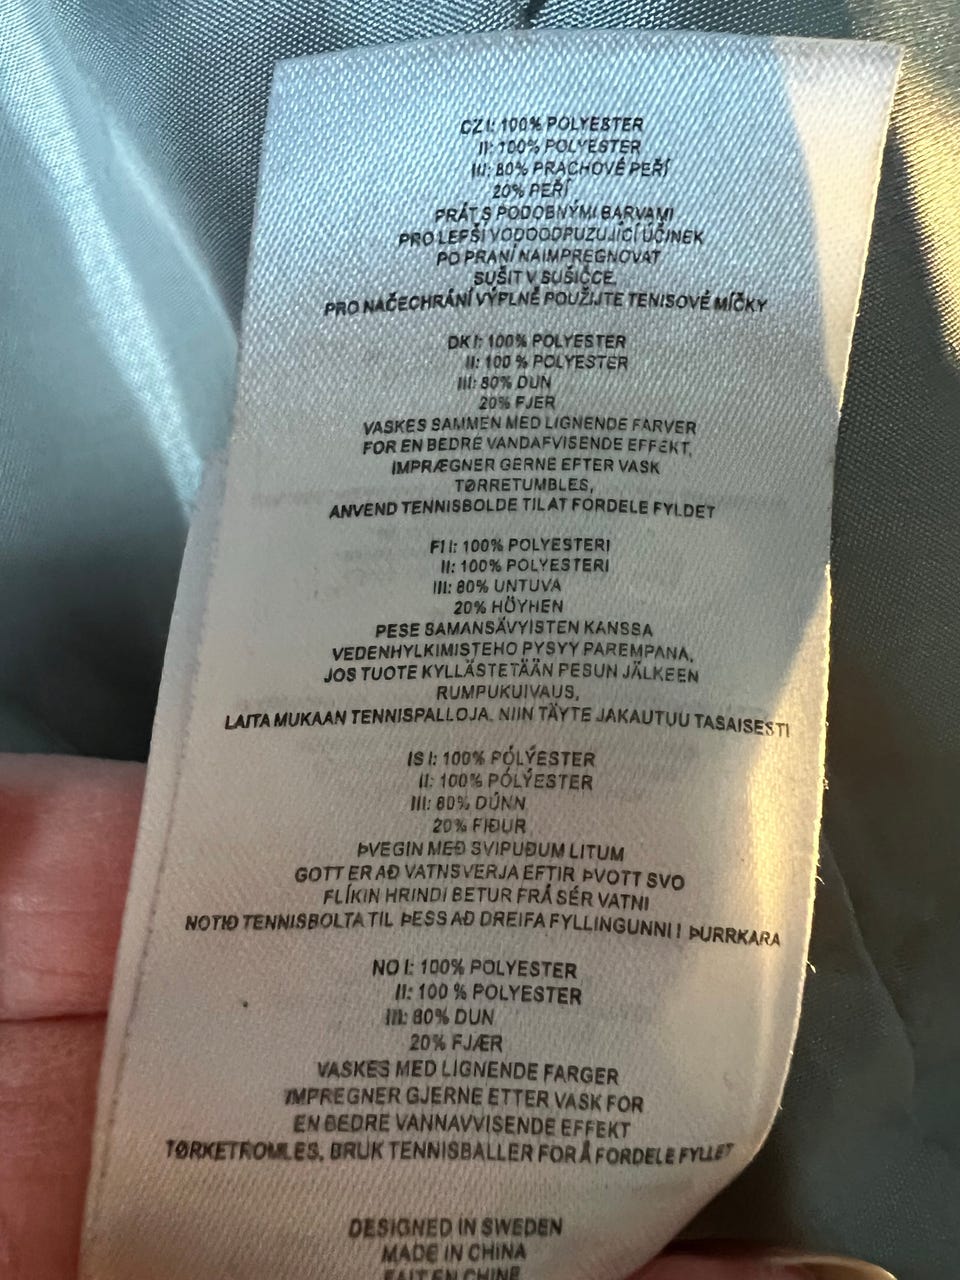 CZ I: 100% POLYESTER
II: 100% POLYESTER
III: 80% PRACHOVÉ PEŘÍ
20% PEŘÍ
PRÁT S PODOBNÝMI BARVAMI
PRO LEPŠÍ VODOODPUZUJÍCÍ ÚČINEK
PO PRANÍ NAIMPREGNOVAT
SUŠIT V SUŠIČCE,
PRO NAČECHRÁNÍ VÝPLNĚ POUŽIJTE TENISOVÉ MÍČKY
DK I: 100% POLYESTER
II: 100 % POLYESTER
III: 80% DUN
20% FJER
VASKES SAMMEN MED LIGNENDE FARVER
FOR EN BEDRE VANDAFVISENDE EFFEKT,
IMPRÆGNER GERNE EFTER VASK
TØRRETUMBLES,
ANVEND TENNISBOLDE TIL AT FORDELE FYLDET
FI I: 100% POLYESTERI
II: 100% POLYESTERI
III: 80% UNTUVA
20% HÖYHEN
PESE SAMANSÄVYISTEN KANSSA
VEDENHYLKIMISTEHO PYSYY PAREMPANA,
JOS TUOTE KYLLÄSTETÄÄN PESUN JÄLKEEN
RUMPUKUIVAUS,
LAITA MUKAAN TENNISPALLOJA, NIIN TÄYTE JAKAUTUU TASAISESTI
IS I: 100% PÓLÝESTER
II: 100% PÓLÝESTER
III: 80% DÚNN
20% FIÐUR
ÞVEGIN MEÐ SVIPUÐUM LITUM
GOTT ER AÐ VATNSVERJA EFTIR ÞVOTT SVO
FLÍKIN HRINDI BETUR FRÁ SÉR VATNI
NOTIÐ TENNISBOLTA TIL ÞESS AÐ DREIFA FYLLINGUNNI Í ÞURRKARA
NO I: 100% POLYESTER
II: 100 % POLYESTER
III: 80% DUN
20% FJÆR
VASKES MED LIGNENDE FARGER
IMPREGNER GJERNE ETTER VASK FOR
EN BEDRE VANNAVVISENDE EFFEKT
TØRKETROMLES, BRUK TENNISBALLER FOR Å FORDELE FYLLET
DESIGNED IN SWEDEN
MADE IN CHINA
FAIT EN CHINE